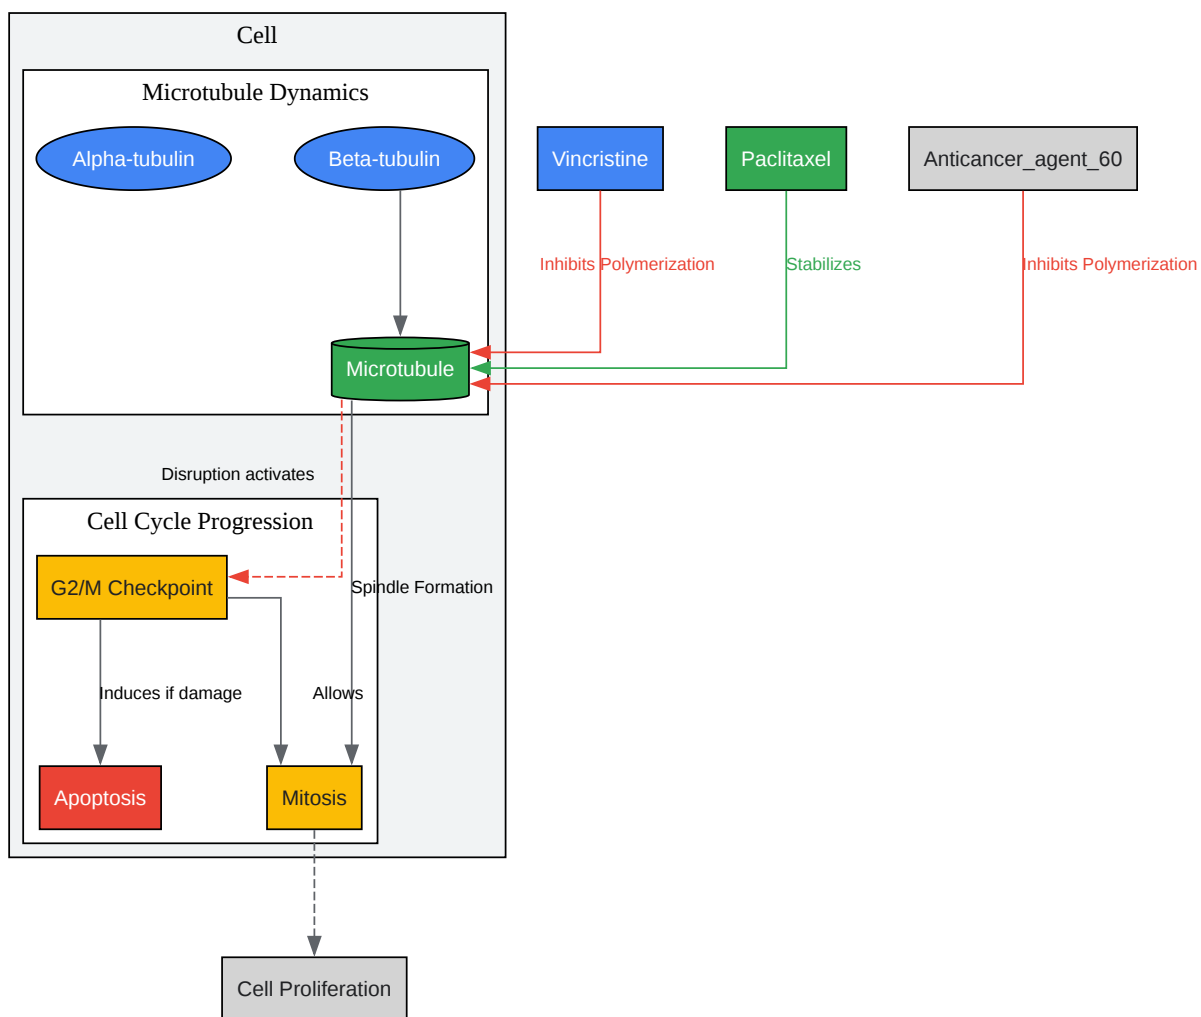 Cell
Microtubule Dynamics
Alpha-tubulin
Beta-tubulin
Vincristine
Paclitaxel
Anticancer_agent_60
Inhibits Polymerization
Stabilizes
Inhibits Polymerization
Microtubule
Disruption activates
Cell Cycle Progression
G2/M Checkpoint
Spindle Formation
Induces if damage
Allows
Apoptosis
Mitosis
Cell Proliferation